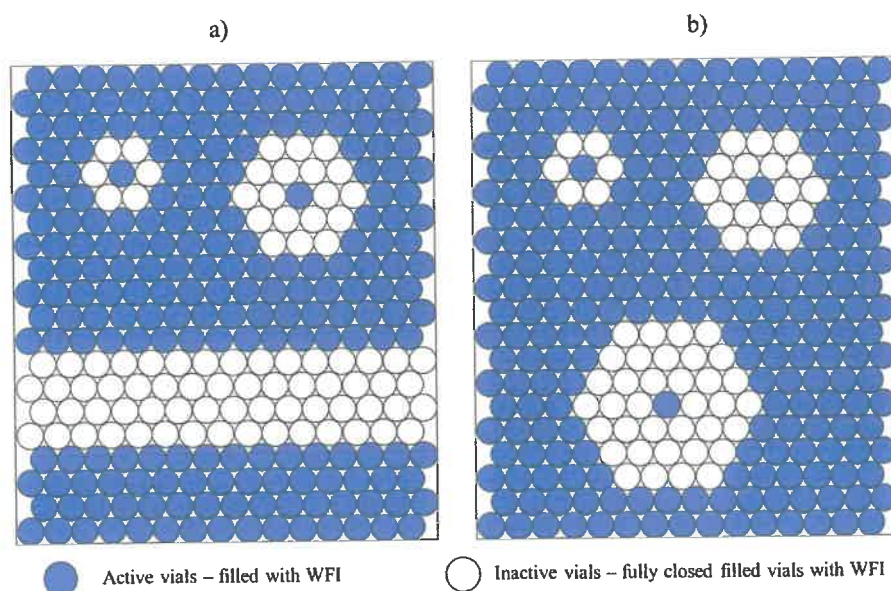 a)
b)
Active vials – filled with WFI
Inactive vials – fully closed filled vials with WFI